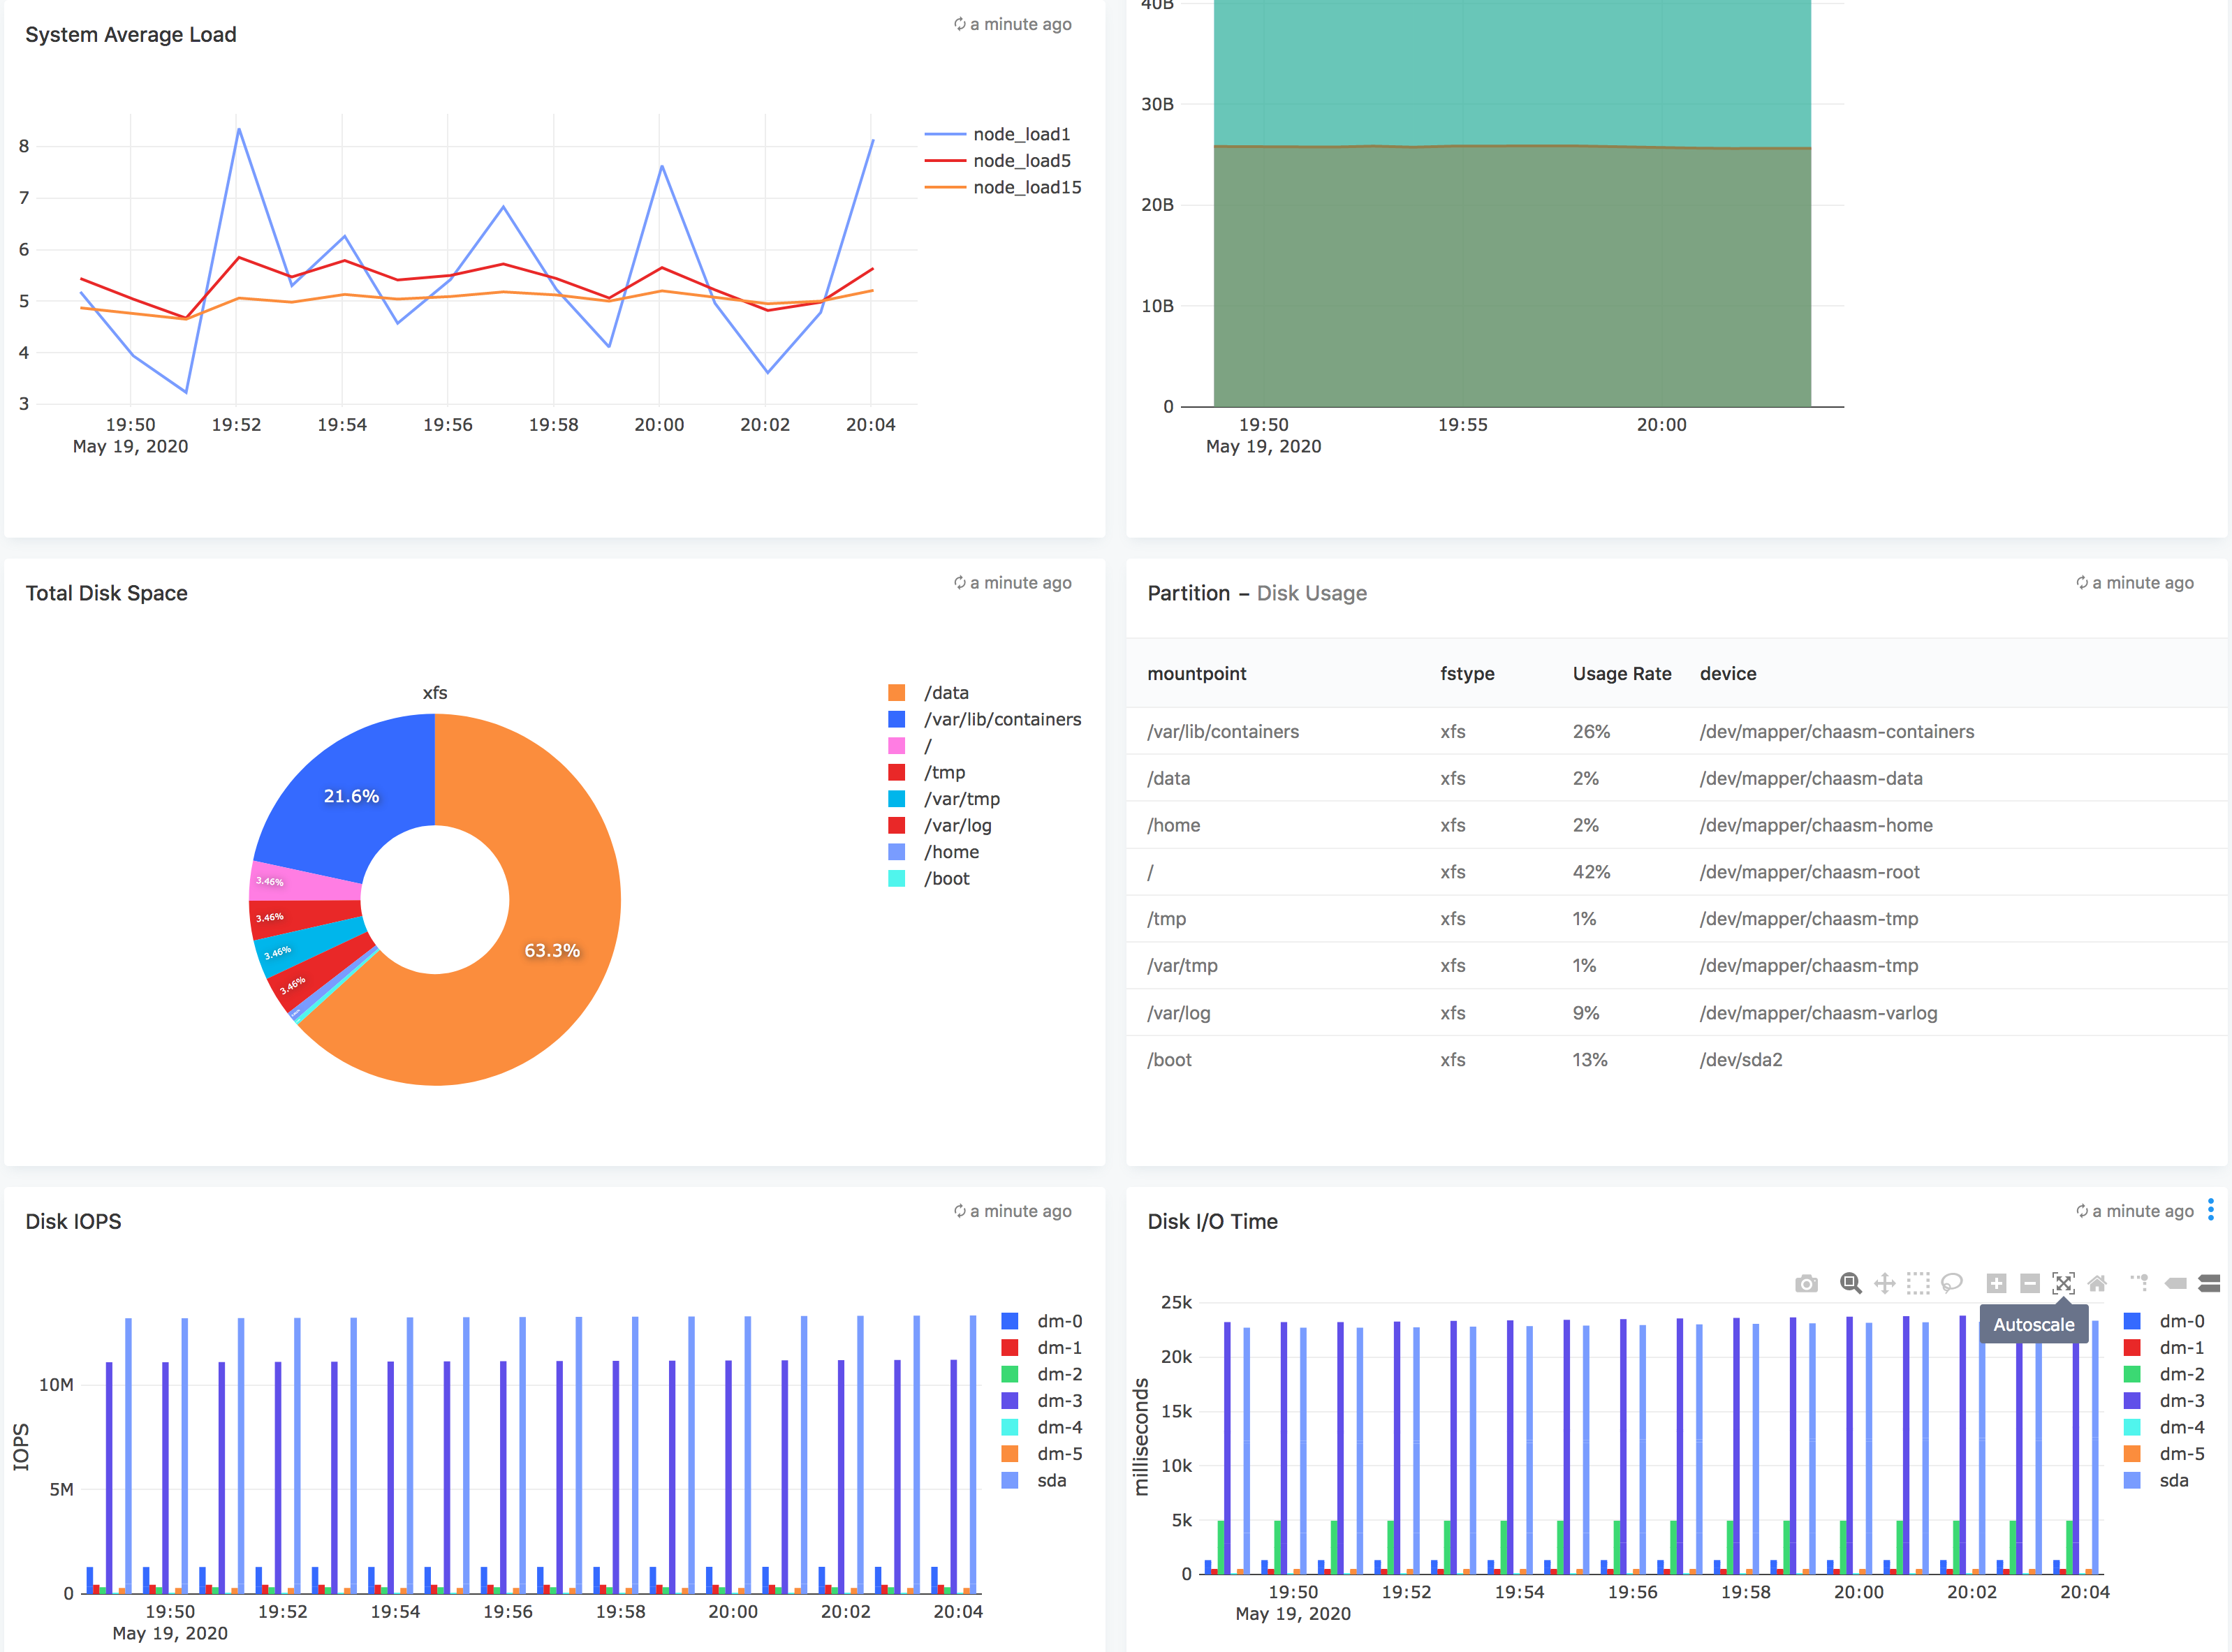 System Average Load
a minute ago
8
7
6
5
4
3
19:50
19:52
19:54
19:56
19:58
20:00
20:02
20:04
May 19, 2020
node_load1
node_load5
node_load15
40B
30B
20B
10B
0
19:50
19:55
20:00
May 19, 2020
Total Disk Space
a minute ago
xfs
21.6%
3.46%
3.46%
3.46%
3.46%
63.3%
/data
/var/lib/containers
/
/tmp
/var/tmp
/var/log
/home
/boot
Partition – Disk Usage
a minute ago
mountpoint fstype Usage Rate device
/var/lib/containers xfs 26% /dev/mapper/chaasm-containers
/data xfs 2% /dev/mapper/chaasm-data
/home xfs 2% /dev/mapper/chaasm-home
/ xfs 42% /dev/mapper/chaasm-root
/tmp xfs 1% /dev/mapper/chaasm-tmp
/var/tmp xfs 1% /dev/mapper/chaasm-tmp
/var/log xfs 9% /dev/mapper/chaasm-varlog
/boot xfs 13% /dev/sda2
Disk IOPS
a minute ago
IOPS
10M
5M
0
19:50
19:52
19:54
19:56
19:58
20:00
20:02
20:04
May 19, 2020
dm-0
dm-1
dm-2
dm-3
dm-4
dm-5
sda
Disk I/O Time
a minute ago
Autoscale
milliseconds
25k
20k
15k
10k
5k
0
19:50
19:52
19:54
19:56
19:58
20:00
20:02
20:04
May 19, 2020
dm-0
dm-1
dm-2
dm-3
dm-4
dm-5
sda